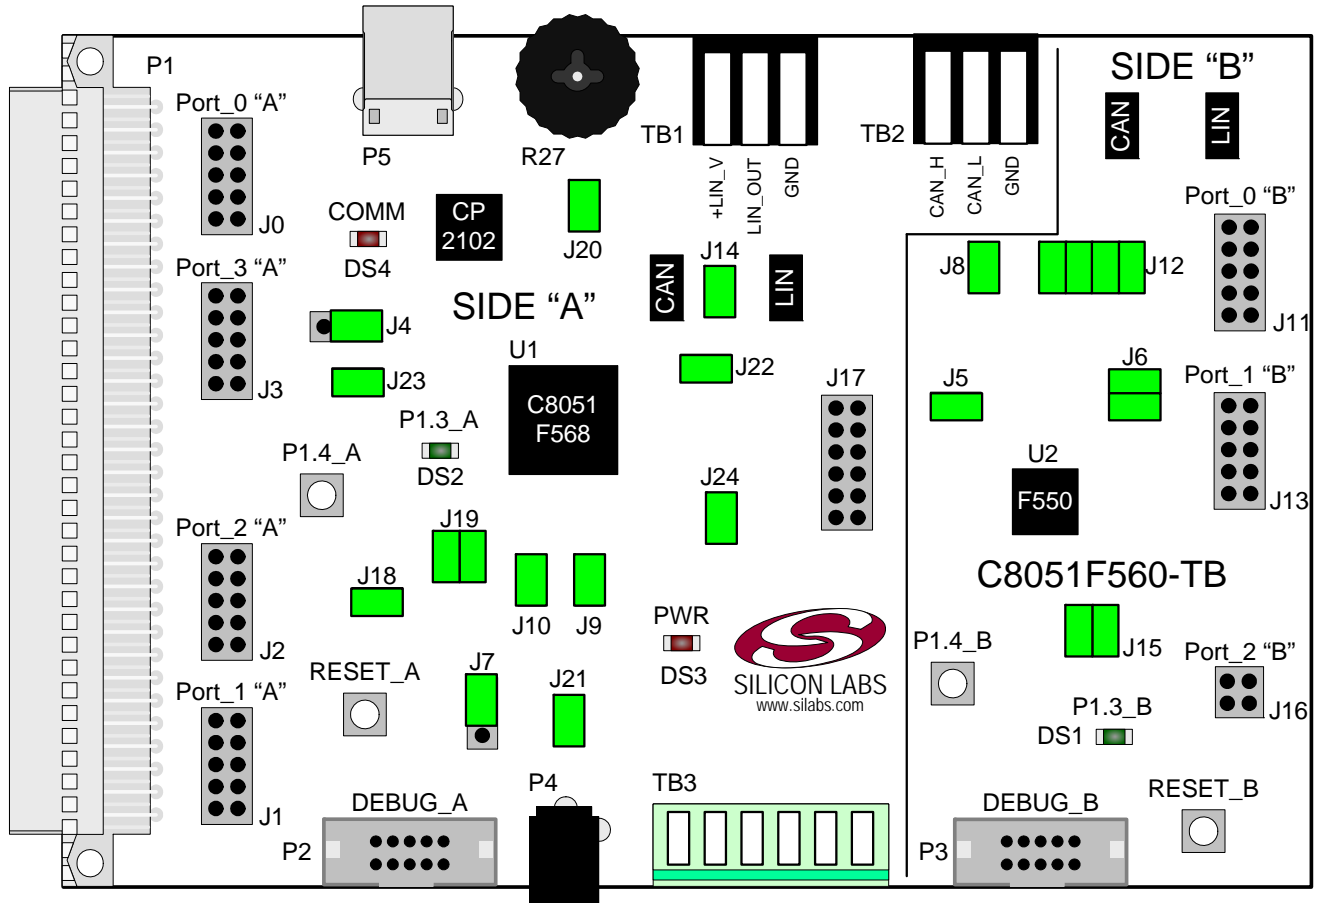 P1
Port_0 “A”
J0
Port_3 “A”
J3
P1.4_A
Port_2 “A”
J2
RESET_A
Port_1 “A”
J1
P5
COMM
DS4
CP
2102
R27
J20
SIDE “A”
J4
J23
U1
C8051
F568
P1.3_A
DS2
J19
J18
J10
J9
J7
J21
TB1
+LIN_V
LIN_OUT
GND
CAN
J14
LIN
J22
J17
J24
PWR
DS3
SILICON LABS
www.silabs.com
P2
DEBUG_A
P4
TB3
TB2
CAN_H
CAN_L
GND
SIDE “B”
CAN
LIN
Port_0 “B”
J8
J12
J11
J5
J6
Port_1 “B”
J13
U2
F550
C8051F560-TB
J15
P1.4_B
Port_2 “B”
J16
P1.3_B
DS1
RESET_B
P3
DEBUG_B